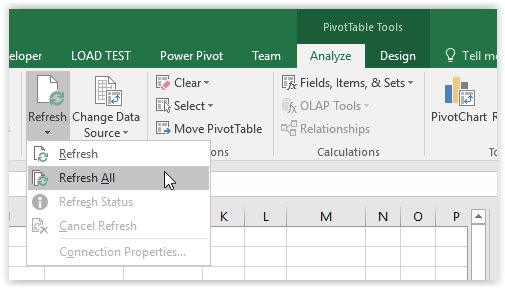 PivotTable Tools
eloper LOAD TEST Power Pivot Team Analyze Design Tell me
Refresh
Change Data
Source
Clear
Select
Move PivotTable
ons
Fields, Items, & Sets
OLAP Tools
Relationships
Calculations
PivotChart
R
To
Refresh
Refresh All
Refresh Status
Cancel Refresh
Connection Properties...
K L M N O P